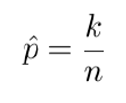 p̂ = k/n